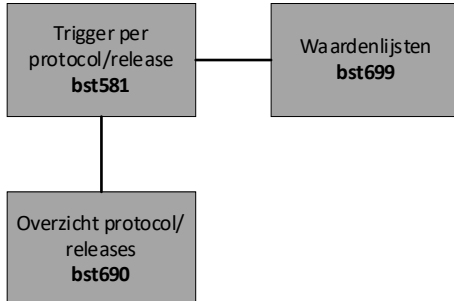 Trigger per
protocol/release
bst581
Waardenlijsten
bst699
Overzicht protocol/
releases
bst690